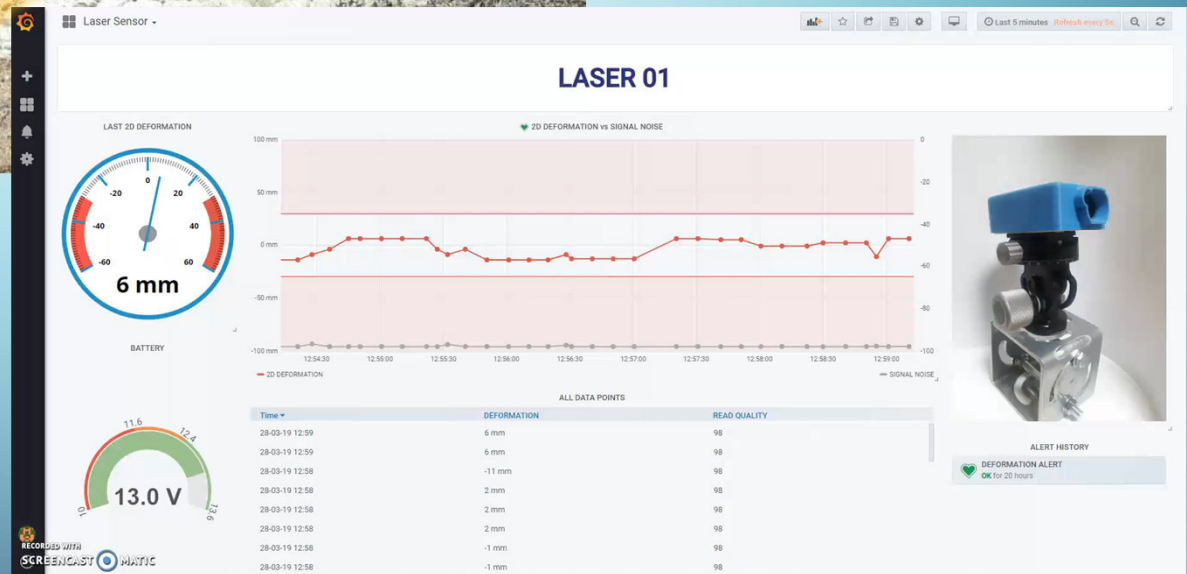 Laser Sensor
Last 5 minutes Refresh every 5s
LASER 01
LAST 2D DEFORMATION
0
-20 20
-40 40
-60 60
6 mm
BATTERY
11.6
12.4
10
13.6
13.0 V
2D DEFORMATION vs SIGNAL NOISE
100 mm 0
50 mm -20
0 mm -40
-50 mm -60
-100 mm -80
-100
12:54:30 12:55:00 12:55:30 12:56:00 12:56:30 12:57:00 12:57:30 12:58:00 12:58:30 12:59:00
2D DEFORMATION SIGNAL NOISE
ALL DATA POINTS
Time DEFORMATION READ QUALITY
28-03-19 12:59 6 mm 98
28-03-19 12:59 6 mm 98
28-03-19 12:58 -11 mm 98
28-03-19 12:58 2 mm 98
28-03-19 12:58 2 mm 98
28-03-19 12:58 2 mm 98
28-03-19 12:58 -1 mm 98
28-03-19 12:58 -1 mm 98
ALERT HISTORY
DEFORMATION ALERT
OK for 20 hours
RECORDED WITH
SCREENCAST MATIC